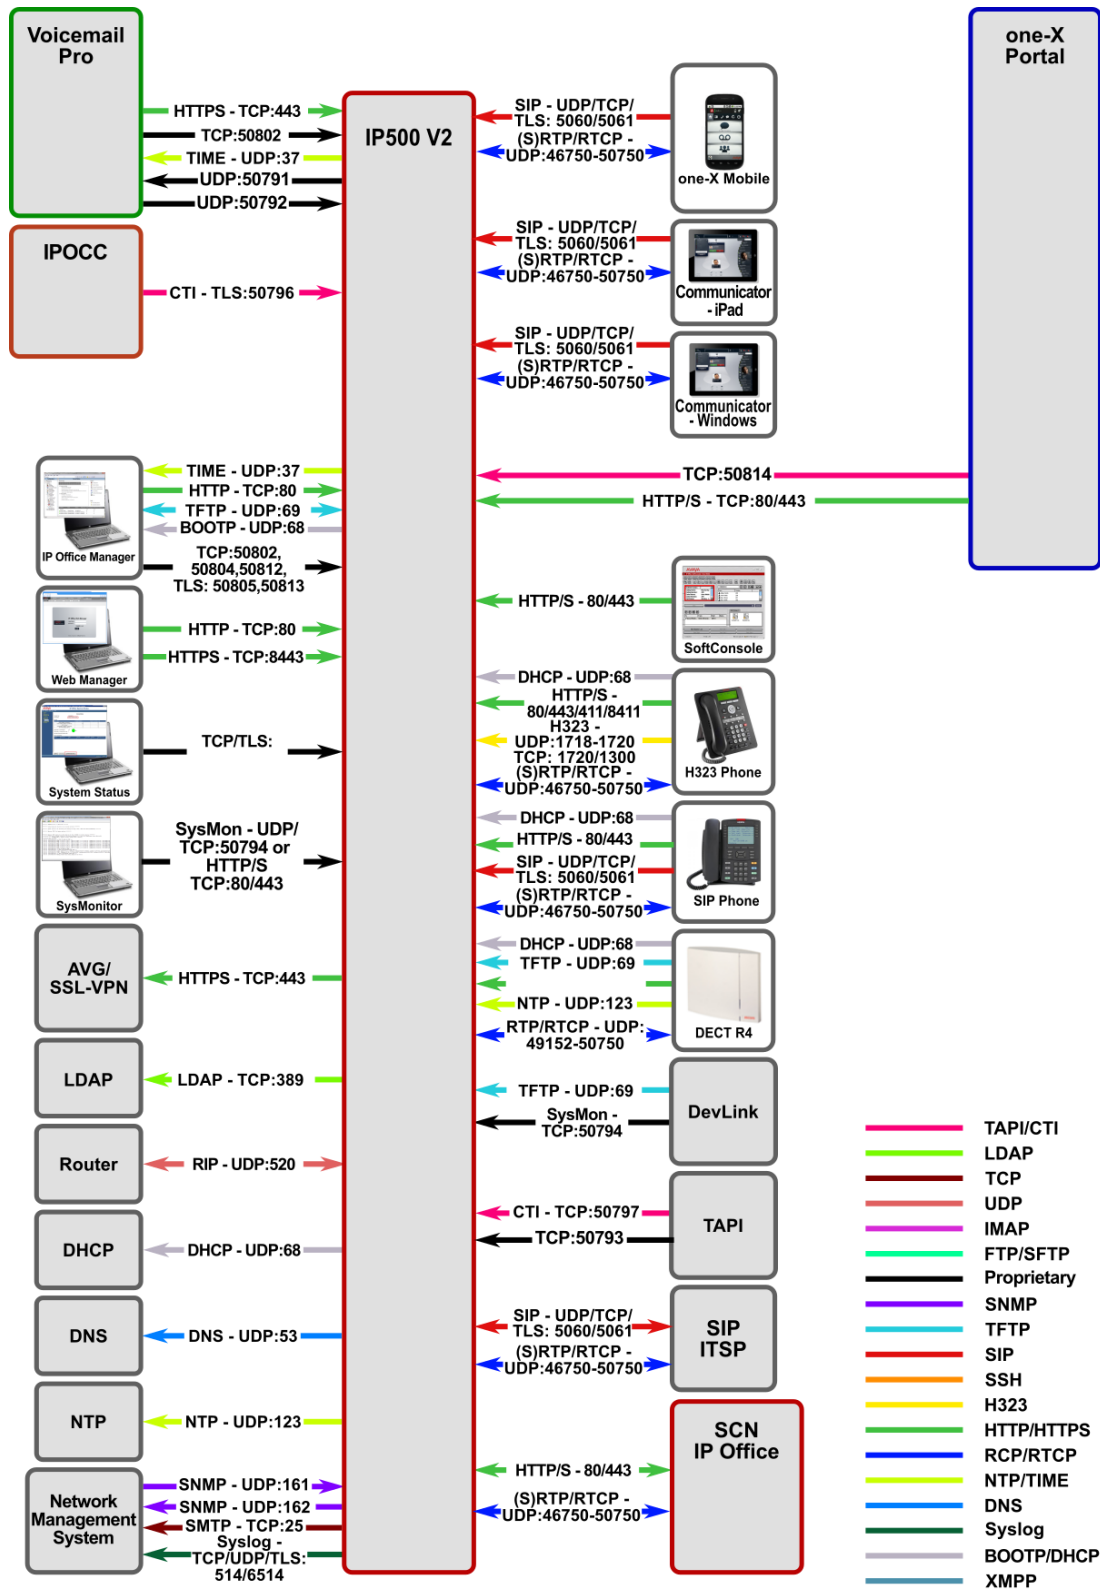 Voicemail
Pro
HTTPS - TCP:443
TCP:50802
TIME - UDP:37
UDP:50791
UDP:50792
IPOCC
CTI - TLS:50796
IP500 V2
one-X
Portal
SIP - UDP/TCP/
TLS: 5060/5061
(S)RTP/RTCP -
UDP:46750-50750
one-X Mobile
SIP - UDP/TCP/
TLS: 5060/5061
(S)RTP/RTCP -
UDP:46750-50750
Communicator
- iPad
SIP - UDP/TCP/
TLS: 5060/5061
(S)RTP/RTCP -
UDP:46750-50750
Communicator
- Windows
TCP:50814
HTTP/S - TCP:80/443
TIME - UDP:37
HTTP - TCP:80
TFTP - UDP:69
BOOTP - UDP:68
TCP:50802,
50804,50812,
TLS: 50805,50813
IP Office Manager
HTTP - TCP:80
HTTPS - TCP:8443
Web Manager
TCP/TLS:
System Status
SysMon - UDP/
TCP:50794 or
HTTP/S
TCP:80/443
SysMonitor
HTTP/S - 80/443
SoftConsole
DHCP - UDP:68
HTTP/S -
80/443/411/8411
H323 -
UDP:1718-1720
TCP: 1720/1300
(S)RTP/RTCP -
UDP:46750-50750
H323 Phone
DHCP - UDP:68
HTTP/S - 80/443
SIP - UDP/TCP/
TLS: 5060/5061
(S)RTP/RTCP -
UDP:46750-50750
SIP Phone
AVG/
SSL-VPN
HTTPS - TCP:443
DHCP - UDP:68
TFTP - UDP:69
NTP - UDP:123
RTP/RTCP - UDP:
49152-50750
DECT R4
LDAP
LDAP - TCP:389
TFTP - UDP:69
SysMon -
TCP:50794
DevLink
Router
RIP - UDP:520
CTI - TCP:50797
TCP:50793
TAPI
DHCP
DHCP - UDP:68
DNS
DNS - UDP:53
SIP - UDP/TCP/
TLS: 5060/5061
(S)RTP/RTCP -
UDP:46750-50750
SIP
ITSP
NTP
NTP - UDP:123
SCN
IP Office
HTTP/S - 80/443
(S)RTP/RTCP -
UDP:46750-50750
Network
Management
System
SNMP - UDP:161
SNMP - UDP:162
SMTP - TCP:25
Syslog -
TCP/UDP/TLS:
514/6514
TAPI/CTI
LDAP
TCP
UDP
IMAP
FTP/SFTP
Proprietary
SNMP
TFTP
SIP
SSH
H323
HTTP/HTTPS
RCP/RTCP
NTP/TIME
DNS
Syslog
BOOTP/DHCP
XMPP